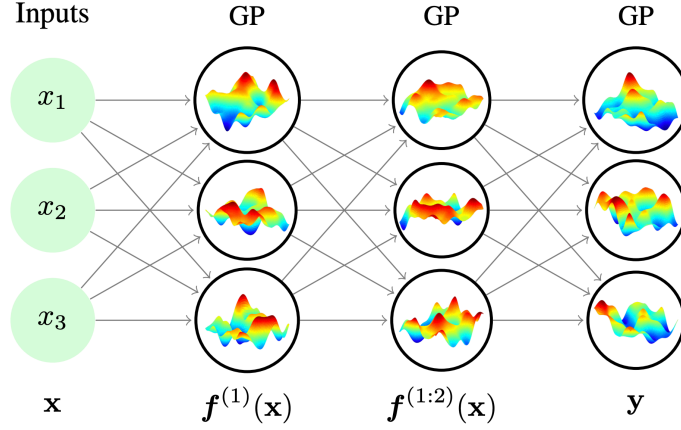 Inputs GP GP GP
x₁
x₂
x₃
x f⁽¹⁾(x) f⁽¹:²⁾(x) y